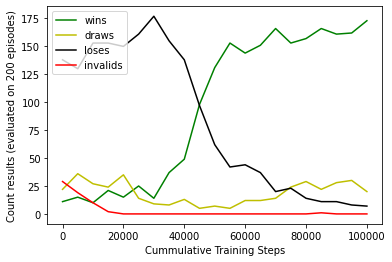 wins
draws
loses
invalids
175
150
125
100
75
50
25
0
Count results (evaluated on 200 episodes)
0 20000 40000 60000 80000 100000
Cummulative Training Steps